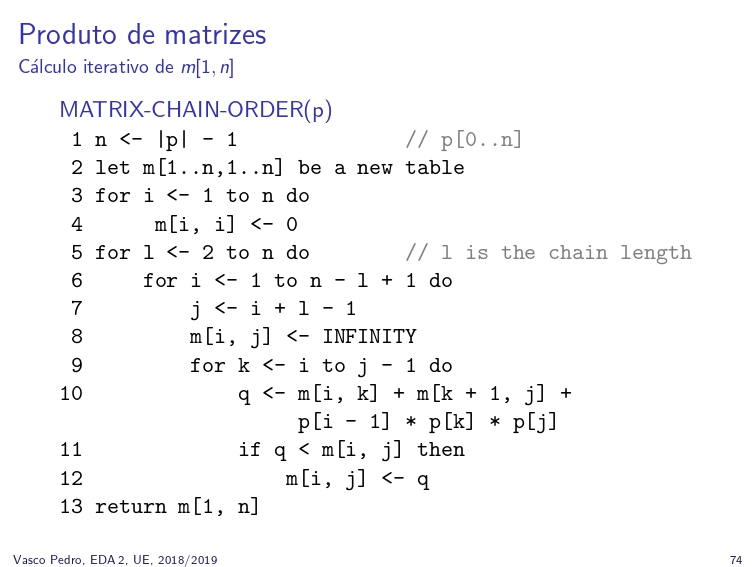 Produto de matrizes
Cálculo iterativo de m[1, n]
MATRIX-CHAIN-ORDER(p)
1 n <- |p| - 1 // p[0..n]
2 let m[1..n,1..n] be a new table
3 for i <- 1 to n do
4 m[i, i] <- 0
5 for l <- 2 to n do // l is the chain length
6 for i <- 1 to n - l + 1 do
7 j <- i + l - 1
8 m[i, j] <- INFINITY
9 for k <- i to j - 1 do
10 q <- m[i, k] + m[k + 1, j] +
p[i - 1] * p[k] * p[j]
11 if q < m[i, j] then
12 m[i, j] <- q
13 return m[1, n]
Vasco Pedro, EDA 2, UE, 2018/2019 74